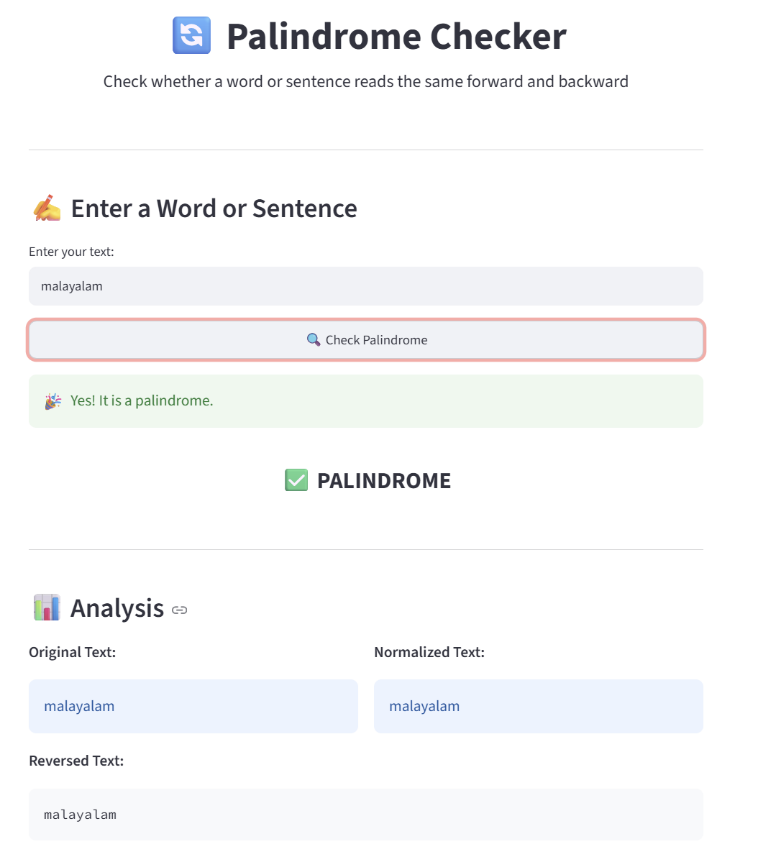 🔄 Palindrome Checker
Check whether a word or sentence reads the same forward and backward
✍️ Enter a Word or Sentence
Enter your text:
malayalam
🔍 Check Palindrome
🎉 Yes! It is a palindrome.
✅ PALINDROME
📊 Analysis
Original Text:
Normalized Text:
malayalam
malayalam
Reversed Text:
malayalam